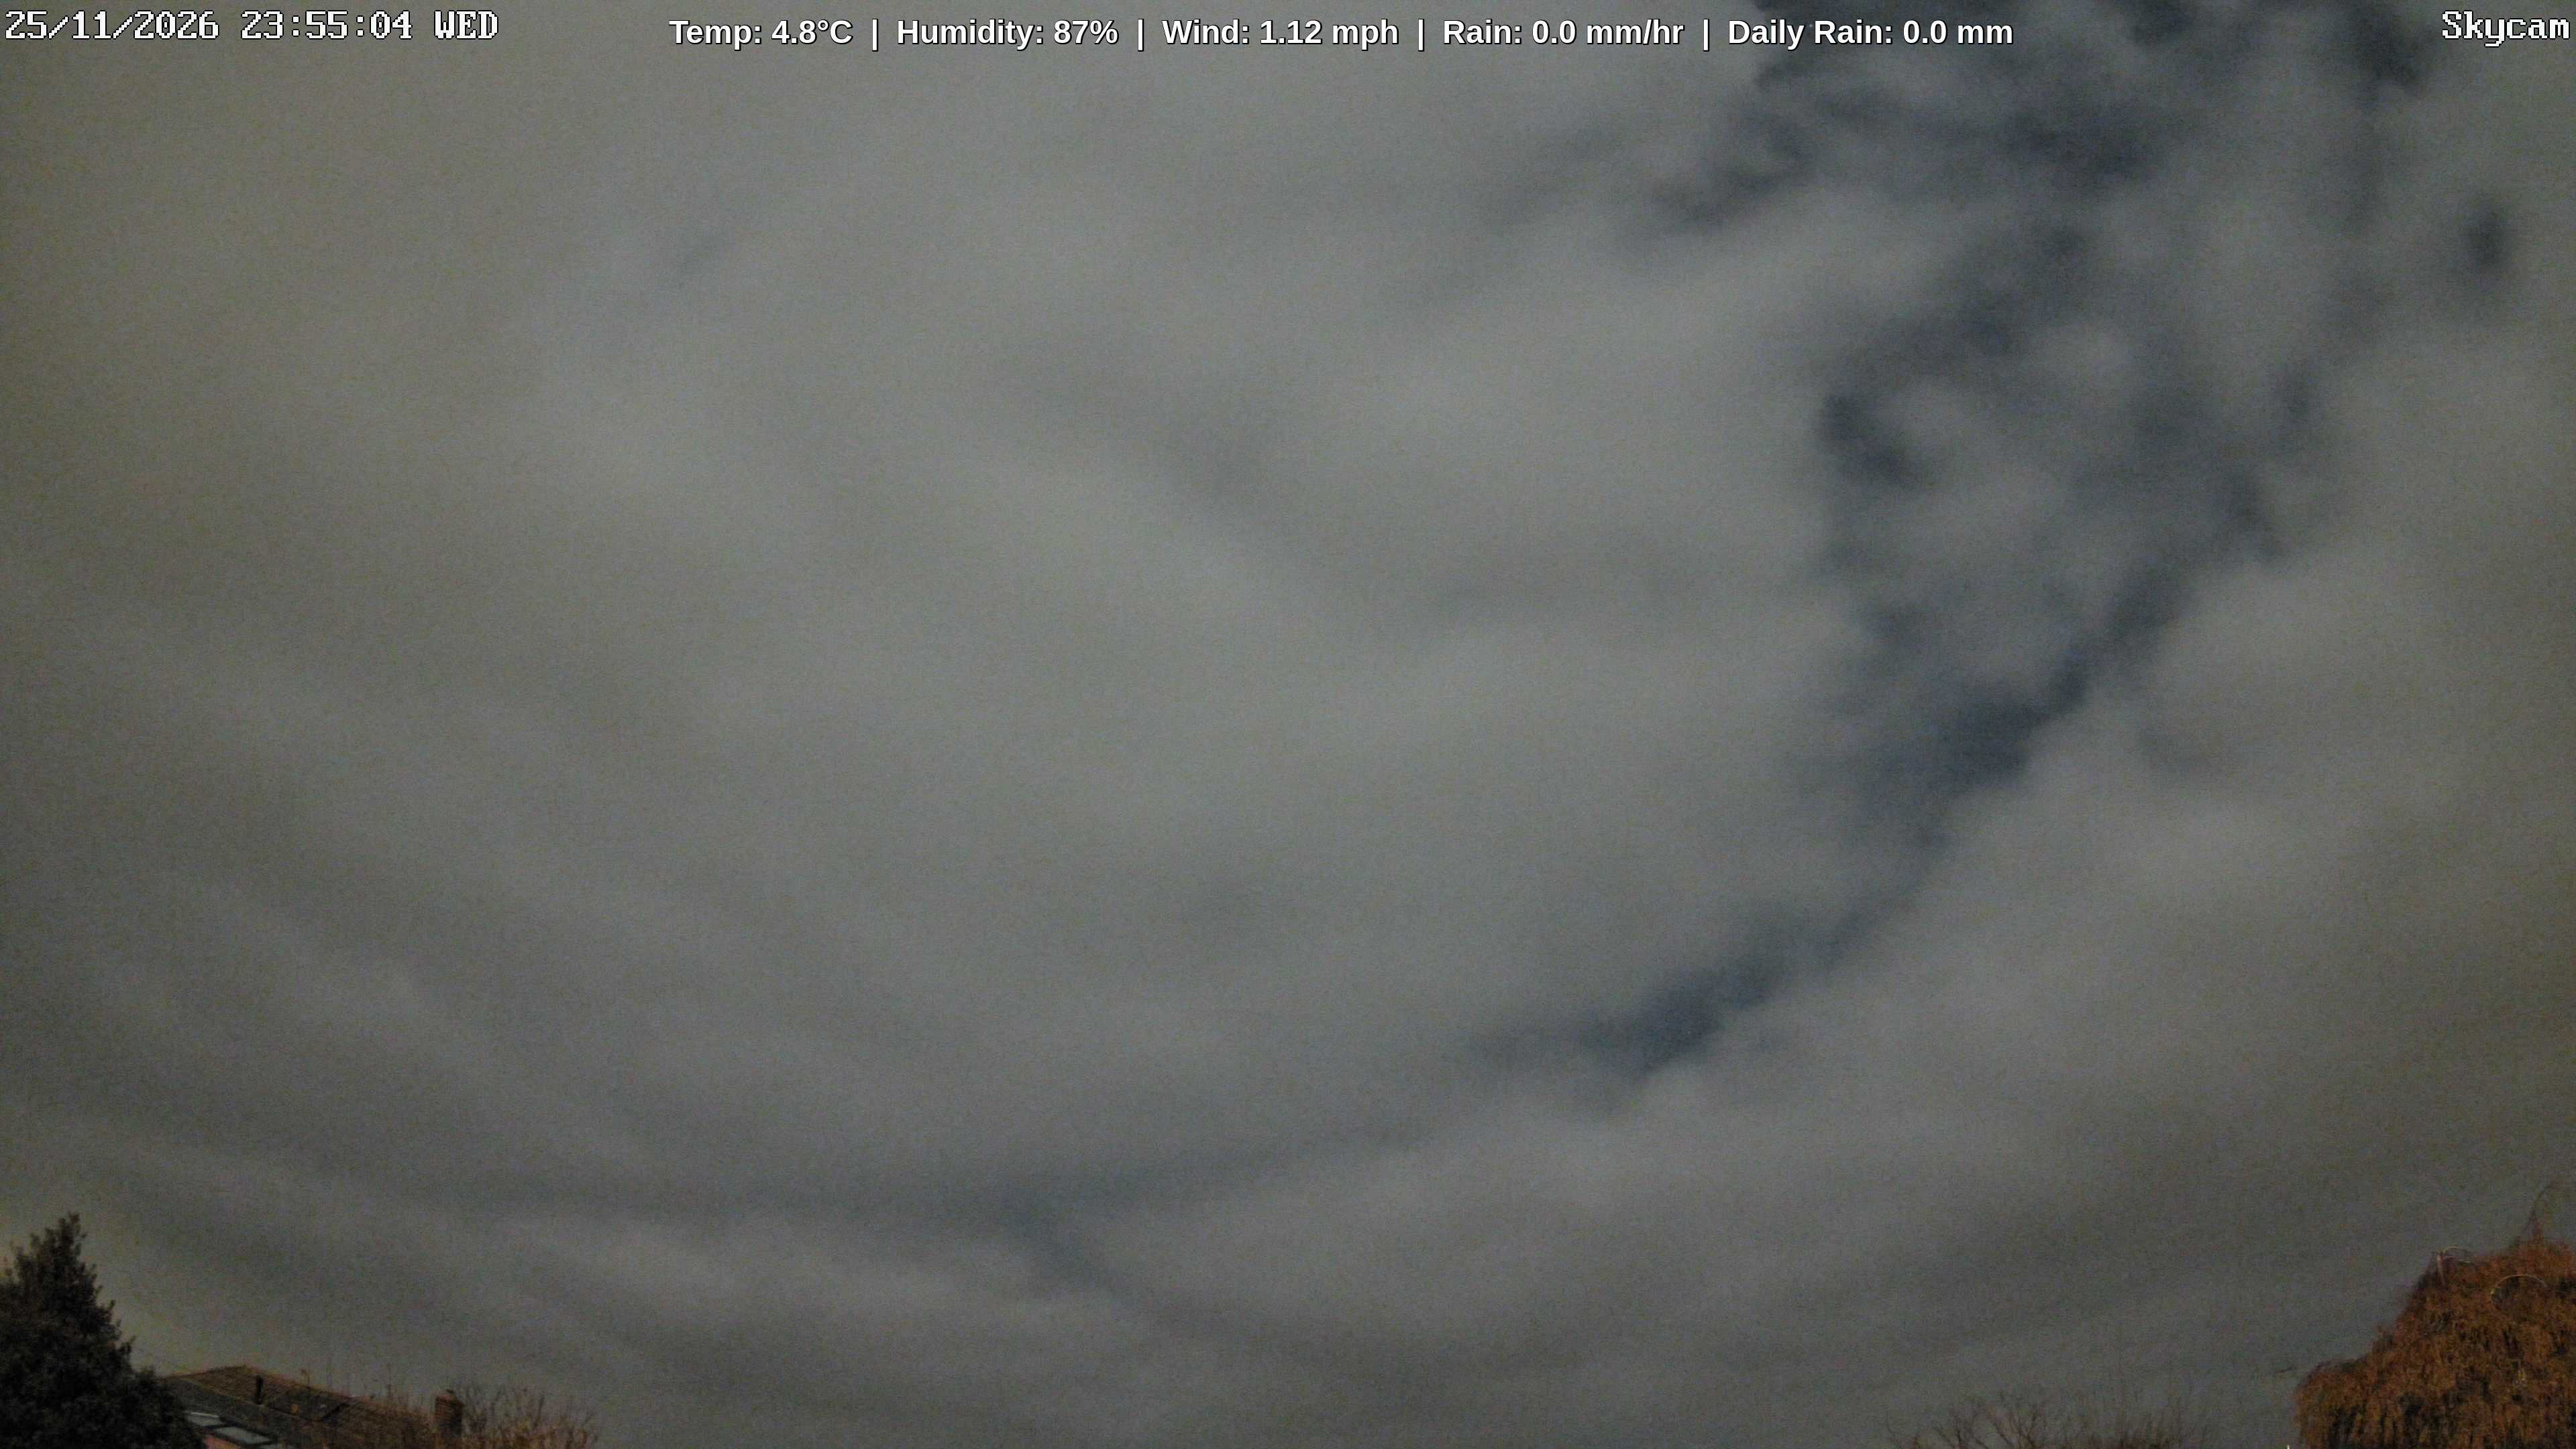 25/11/2026 23:55:04 WED
Temp: 4.8°C | Humidity: 87% | Wind: 1.12 mph | Rain: 0.0 mm/hr | Daily Rain: 0.0 mm
Skycam